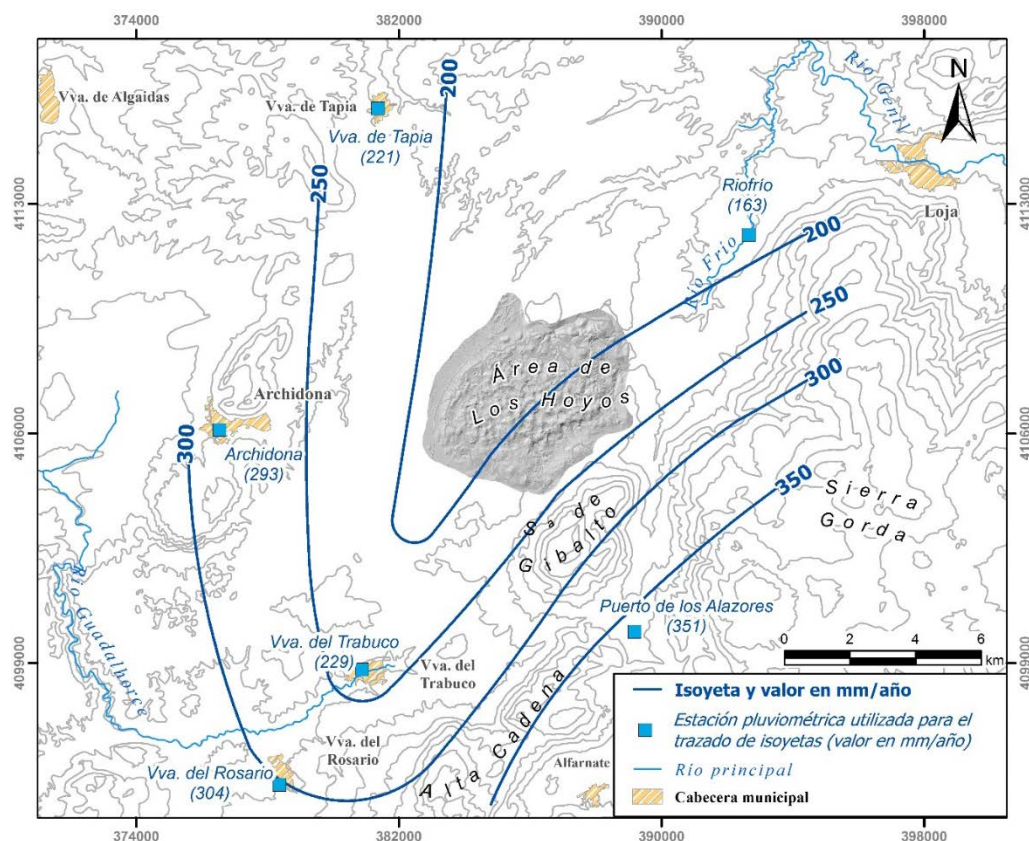 374000
382000
390000
398000
4113000
4106000
4099000
4113000
4106000
4099000
374000
382000
390000
398000
N
Río Genil
Vva. de Algaidas
Vva. de Tapia
Vva. de Tapia
(221)
200
250
Riofrío
(163)
Loja
Río Frío
200
250
300
350
Área de
Los Hoyos
Archidona
Archidona
(293)
300
Sª de
Gibalto
Sierra
Gorda
Río Guadalhorce
Puerto de los Alazores
(351)
0 2 4 6
km
Vva. del Trabuco
(229)
Vva. del
Trabuco
Alta Cadena
Vva. del
Rosario
Vva. del Rosario
(304)
Alfarnate
Isoyeta y valor en mm/año
Estación pluviométrica utilizada para el
trazado de isoyetas (valor en mm/año)
Río principal
Cabecera municipal